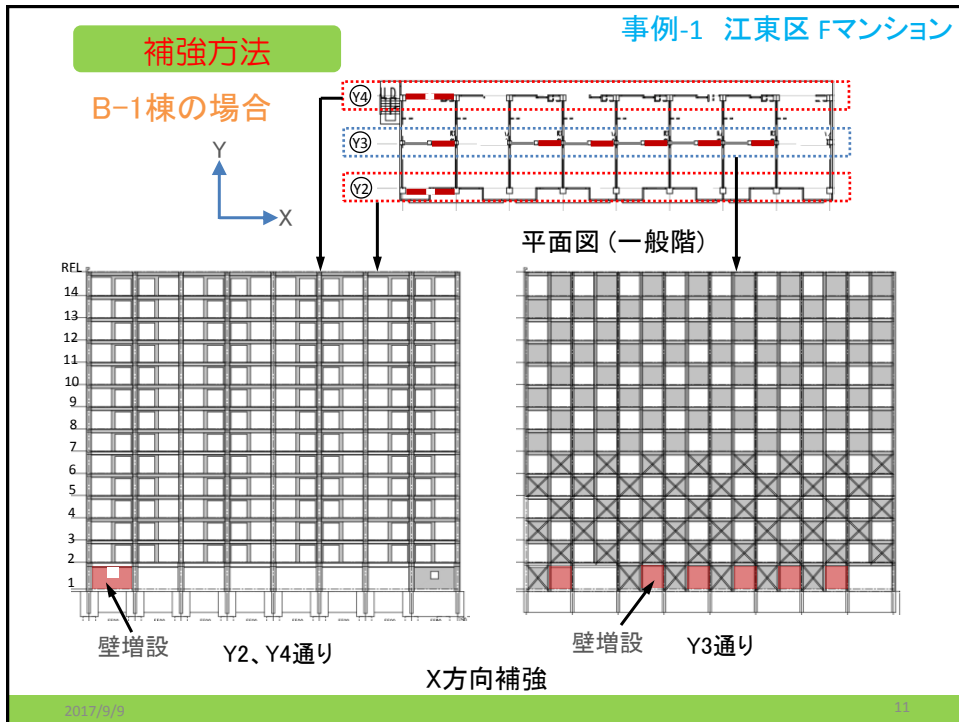 事例-1 江東区 Fマンション
補強方法
B-1棟の場合
Y
X
Y4
Y3
Y2
平面図（一般階）
RFL
14
13
12
11
10
9
8
7
6
5
4
3
2
1
壁増設
Y2、Y4通り
壁増設
Y3通り
X方向補強
2017/9/9
11